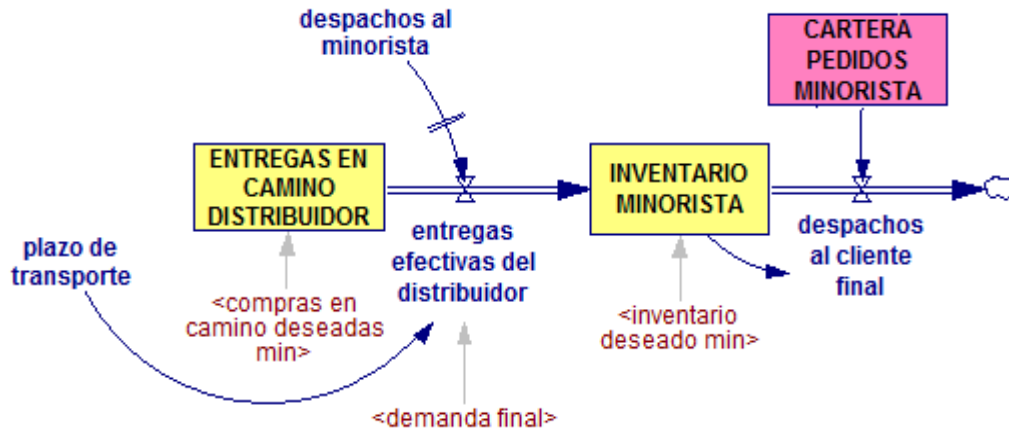 despachos al
minorista
CARTERA
PEDIDOS
MINORISTA
ENTREGAS EN
CAMINO
DISTRIBUIDOR
INVENTARIO
MINORISTA
plazo de
transporte
entregas
efectivas del
distribuidor
despachos
al cliente
final
<compras en
camino deseadas
min>
<inventario
deseado min>
<demanda final>